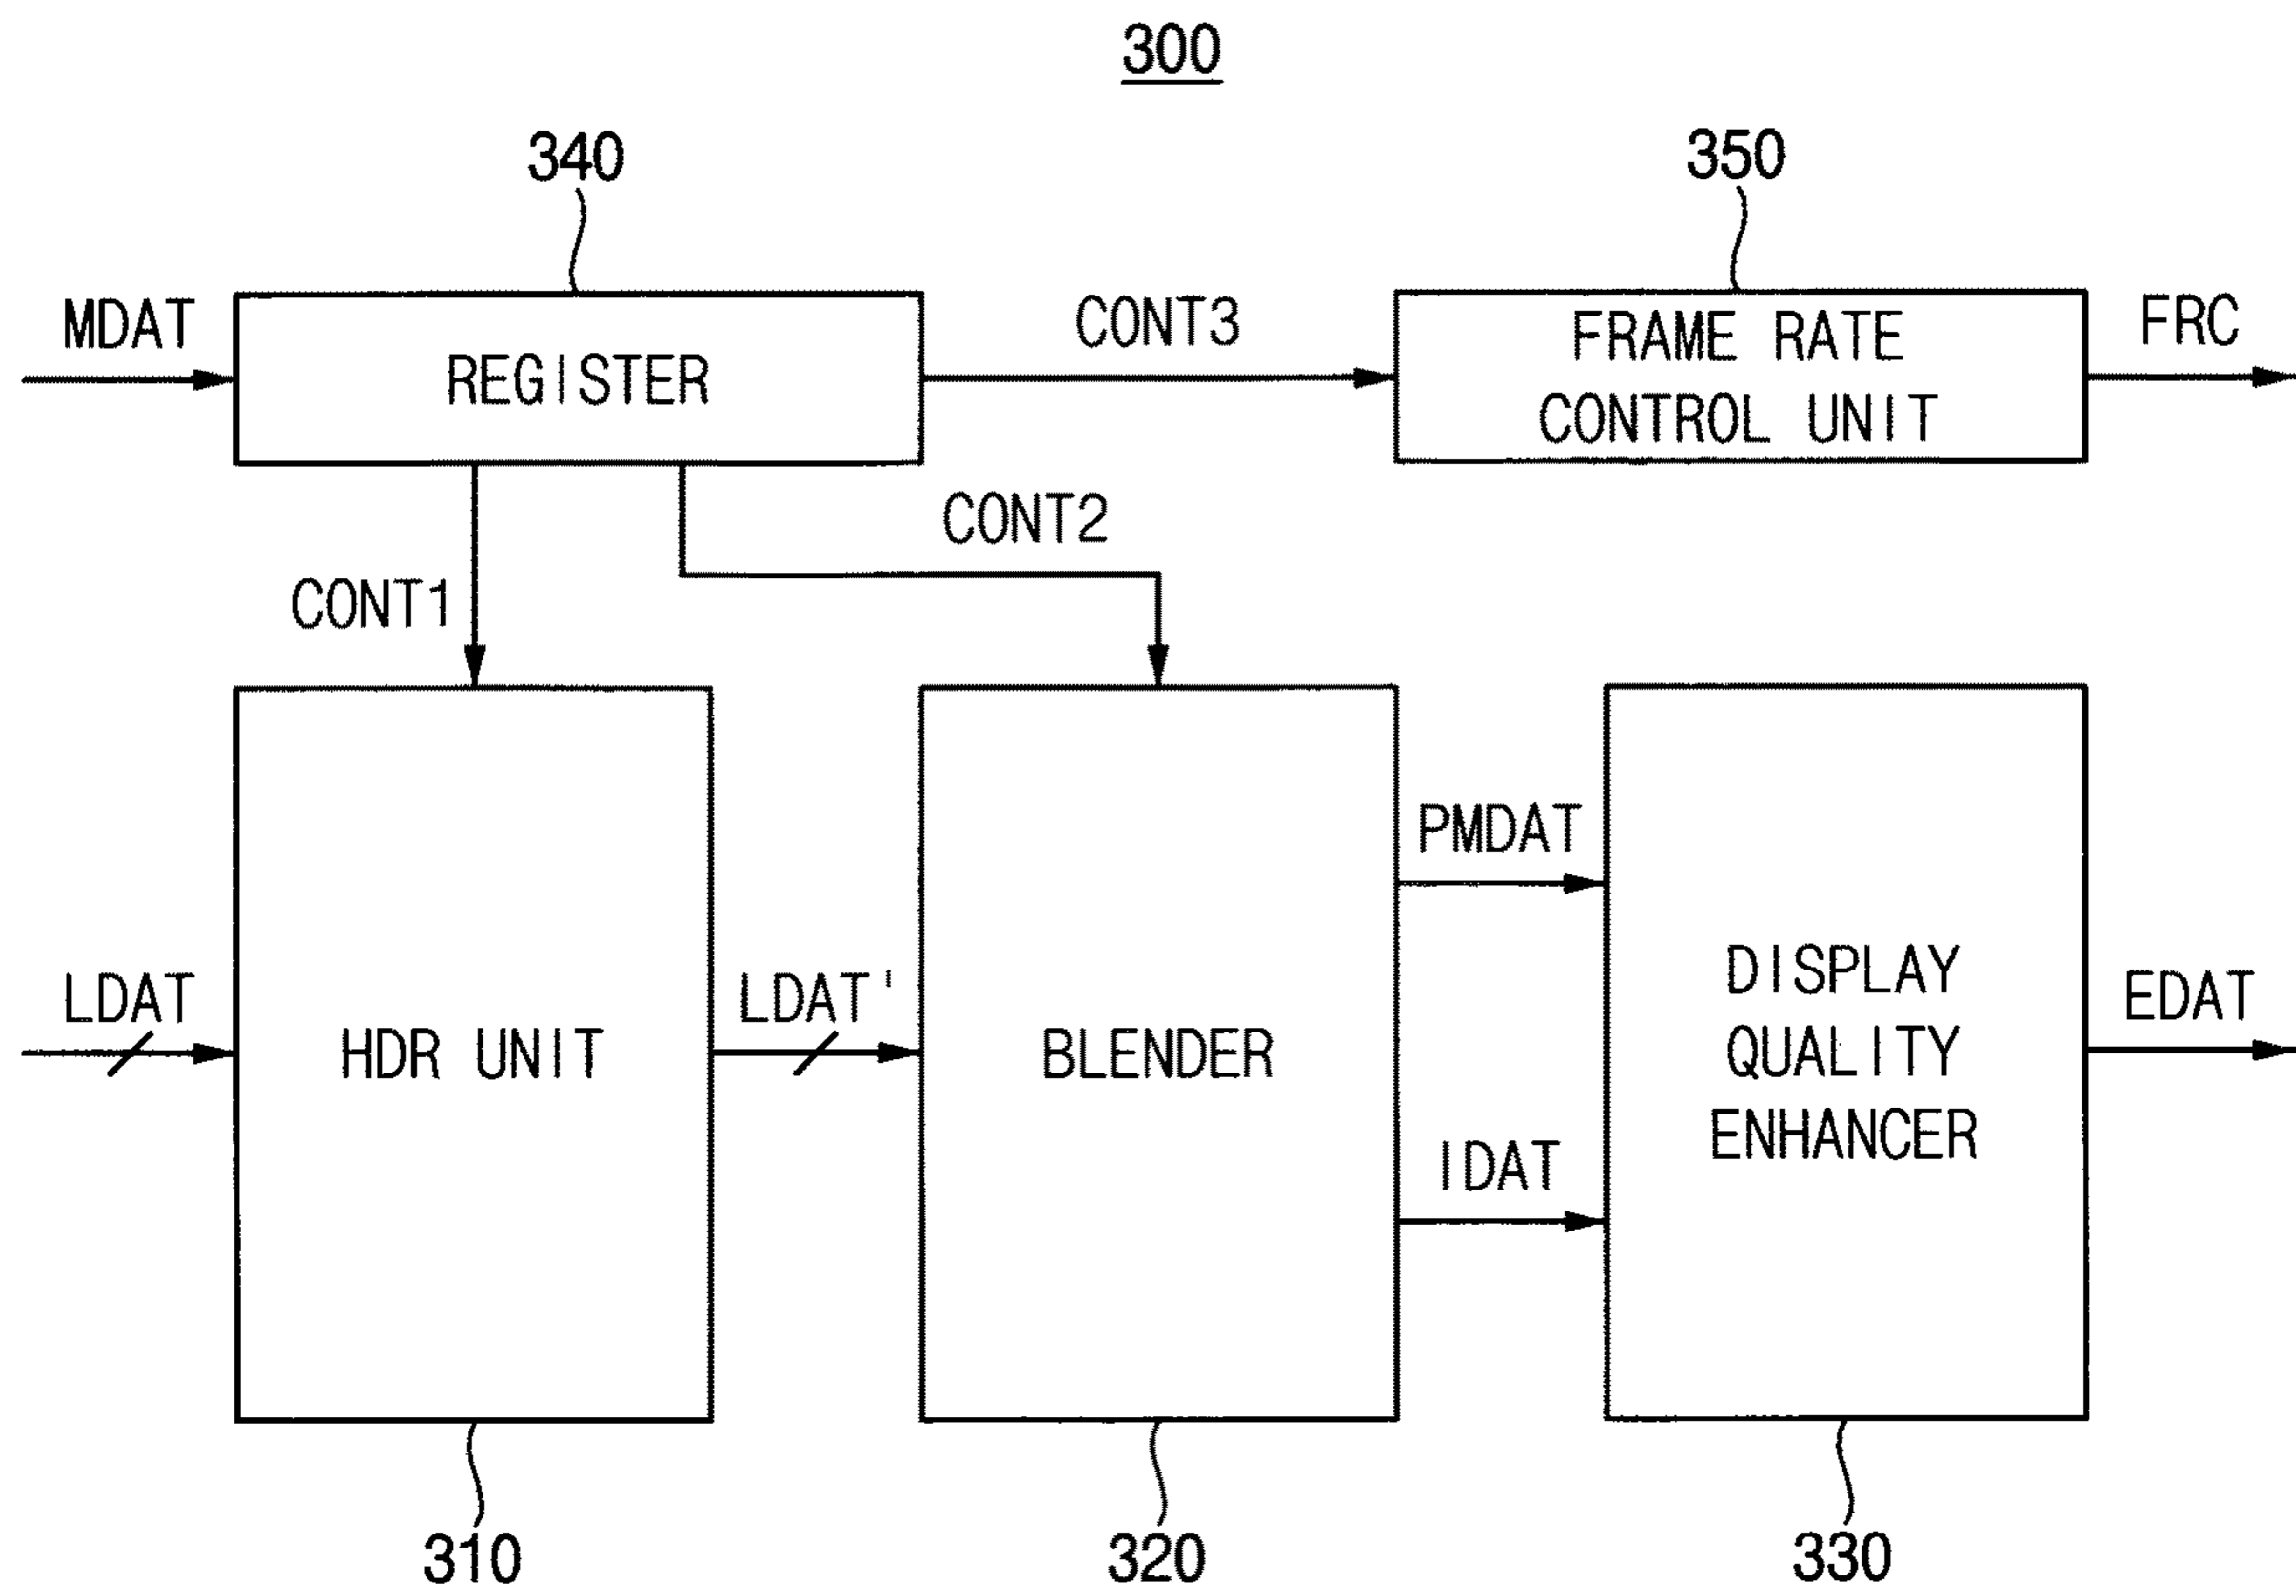 300
340
350
MDAT
REGISTER
CONT3
FRAME RATE
CONTROL UNIT
FRC
CONT1
CONT2
LDAT
HDR UNIT
LDAT'
BLENDER
PMDAT
IDAT
DISPLAY
QUALITY
ENHANCER
EDAT
310
320
330